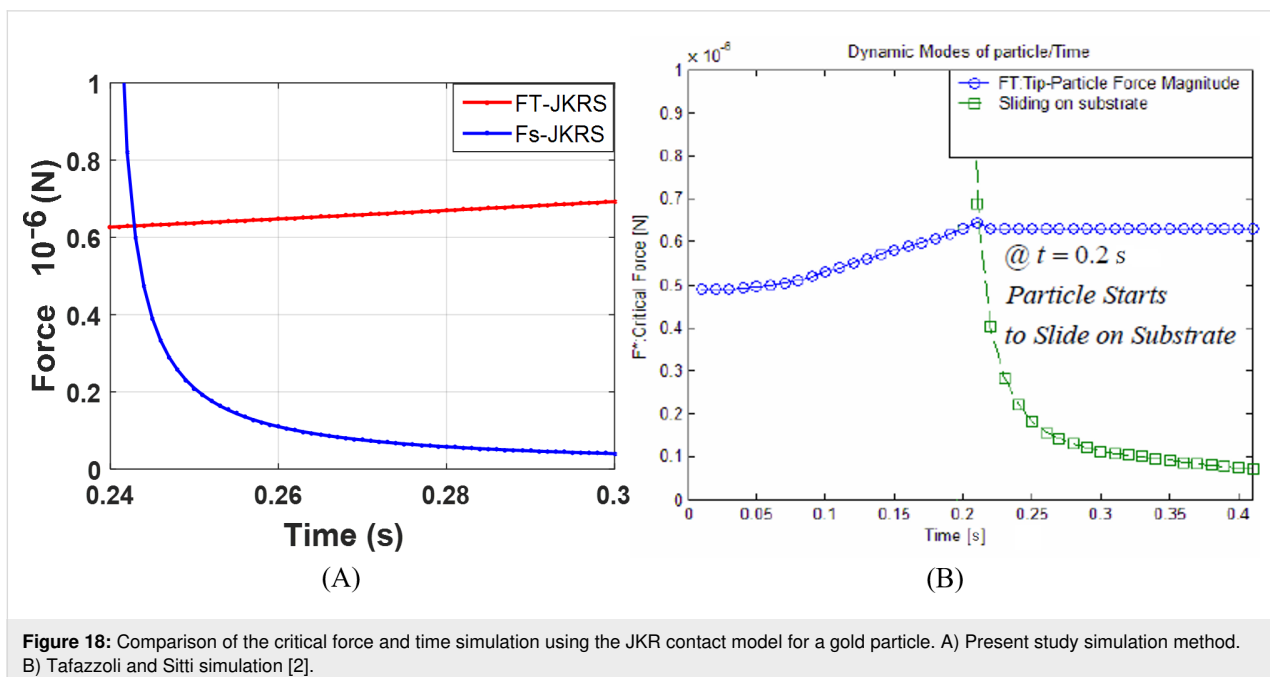 1
0.8
0.6
0.4
0.2
0
Force 10-6 (N)
FT-JKRS
Fs-JKRS
0.24
0.26
0.28
0.3
Time (s)
(A)
x 10-6
Dynamic Modes of particle/Time
1
0.9
0.8
0.7
0.6
0.5
0.4
0.3
0.2
0.1
0
F*:Critical Force [N]
FT:Tip-Particle Force Magnitude
Sliding on substrate
@ t = 0.2 s
Particle Starts
to Slide on Substrate
0
0.05
0.1
0.15
0.2
0.25
0.3
0.35
0.4
Time [s]
(B)
Figure 18: Comparison of the critical force and time simulation using the JKR contact model for a gold particle. A) Present study simulation method.
B) Tafazzoli and Sitti simulation [2].